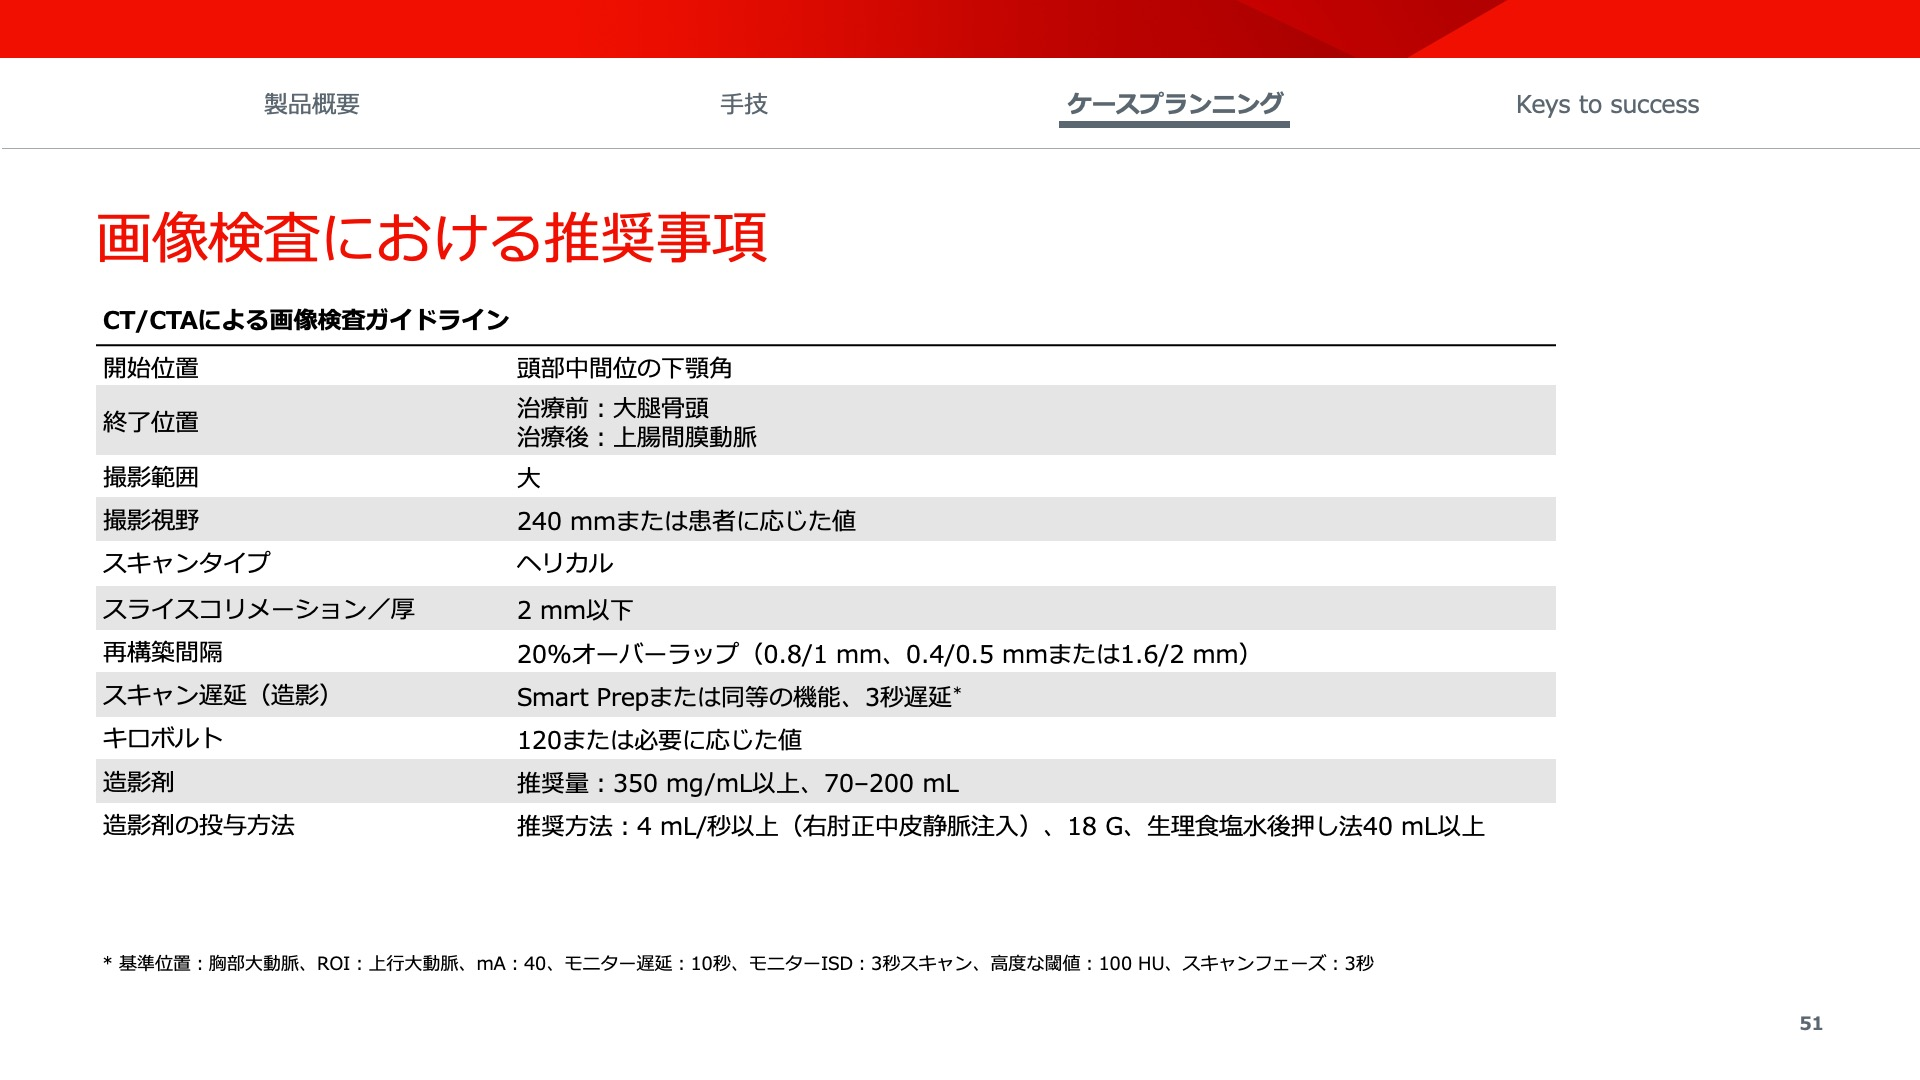 製品概要
手技
ケースプランニング
Keys to success
画像検査における推奨事項
CT/CTAによる画像検査ガイドライン
開始位置 頭部中間位の下顎角
終了位置 治療前：大腿骨頭
治療後：上腸間膜動脈
撮影範囲 大
撮影視野 240 mmまたは患者に応じた値
スキャンタイプ ヘリカル
スライスコリメーション／厚 2 mm以下
再構築間隔 20%オーバーラップ（0.8/1 mm、0.4/0.5 mmまたは1.6/2 mm）
スキャン遅延（造影） Smart Prepまたは同等の機能、3秒遅延*
キロボルト 120または必要に応じた値
造影剤 推奨量：350 mg/mL以上、70–200 mL
造影剤の投与方法 推奨方法：4 mL/秒以上（右肘正中皮静脈注入）、18 G、生理食塩水後押し法40 mL以上
* 基準位置：胸部大動脈、ROI：上行大動脈、mA：40、モニター遅延：10秒、モニターISD：3秒スキャン、高度な閾値：100 HU、スキャンフェーズ：3秒
51